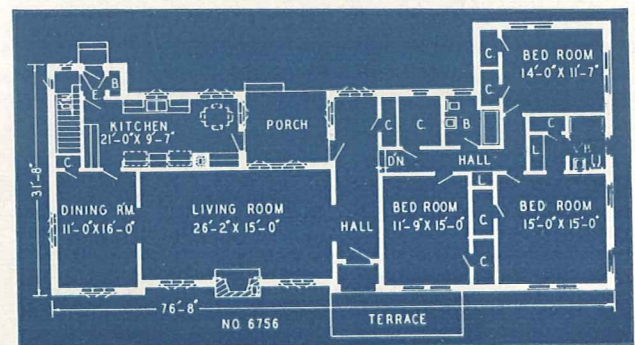 C.
BED ROOM
14'-0" X 11'-7"
C.
E.
B.
KITCHEN
21'-0" X 9'-7"
PORCH
C.
C.
B.
C.
L.
B.
DN.
HALL
C.
31'-8"
DINING R'M.
11'-0" X 16'-0"
LIVING ROOM
26'-2" X 15'-0"
HALL
BED ROOM
11'-9" X 15'-0"
L.
C.
C.
BED ROOM
15'-0" X 15'-0"
76'-8"
NO. 6756
TERRACE